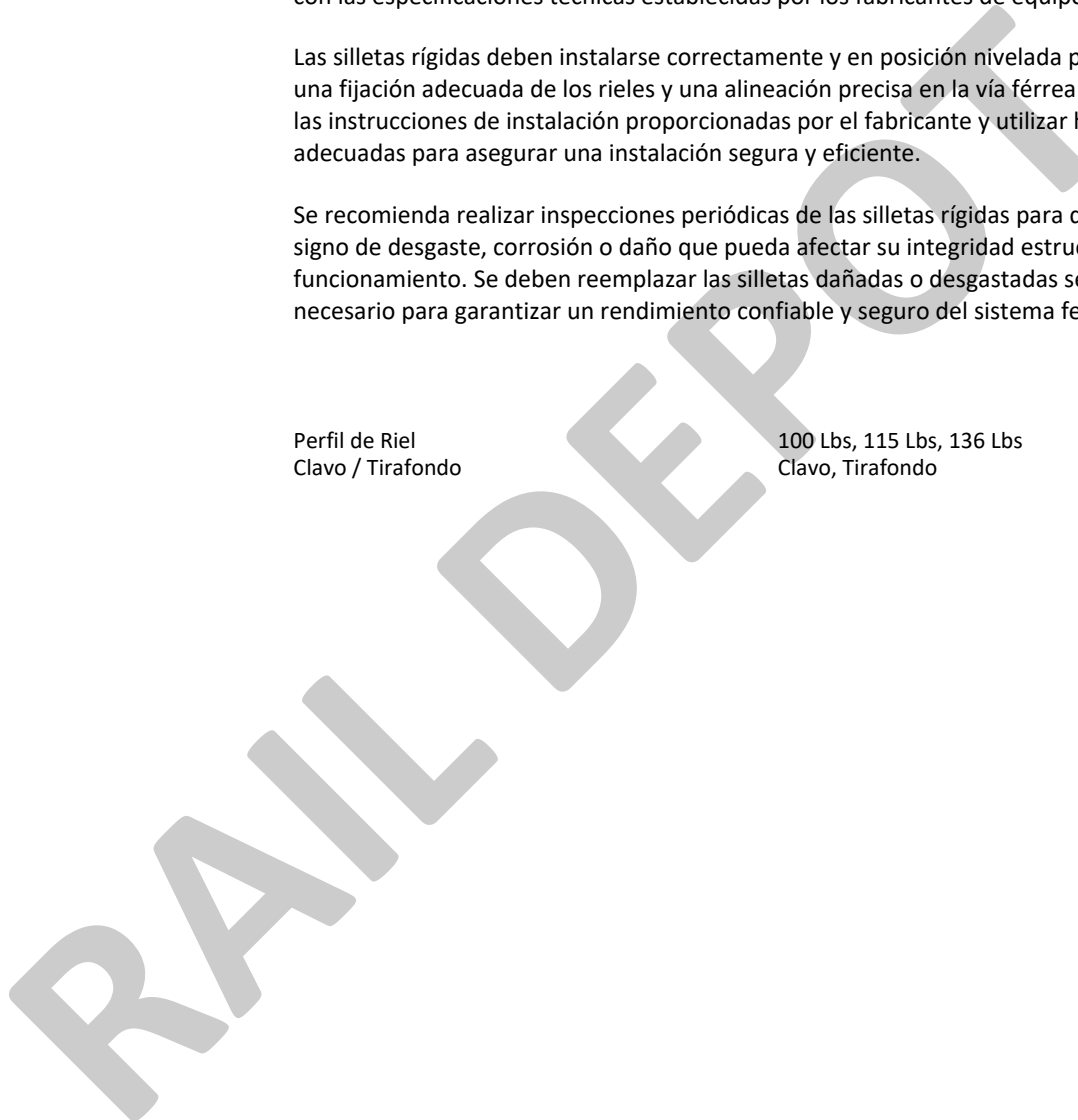 con las especificaciones técnicas establecidas por los fabricantes de
Las silletas rígidas deben instalarse correctamente y en posición nivelada
una fijación adecuada de los rieles y una alineación precisa en la vía férrea
las instrucciones de instalación proporcionadas por el fabricante y utilizar
adecuadas para asegurar una instalación segura y eficiente.
Se recomienda realizar inspecciones periódicas de las silletas rígidas para
signo de desgaste, corrosión o daño que pueda afectar su integridad
funcionamiento. Se deben reemplazar las silletas dañadas o desgastadas
necesario para garantizar un rendimiento confiable y seguro del sistema
Perfil de Riel 100 Lbs, 115 Lbs, 136 Lbs
Clavo / Tirafondo Clavo, Tirafondo
RAIL DEPOT